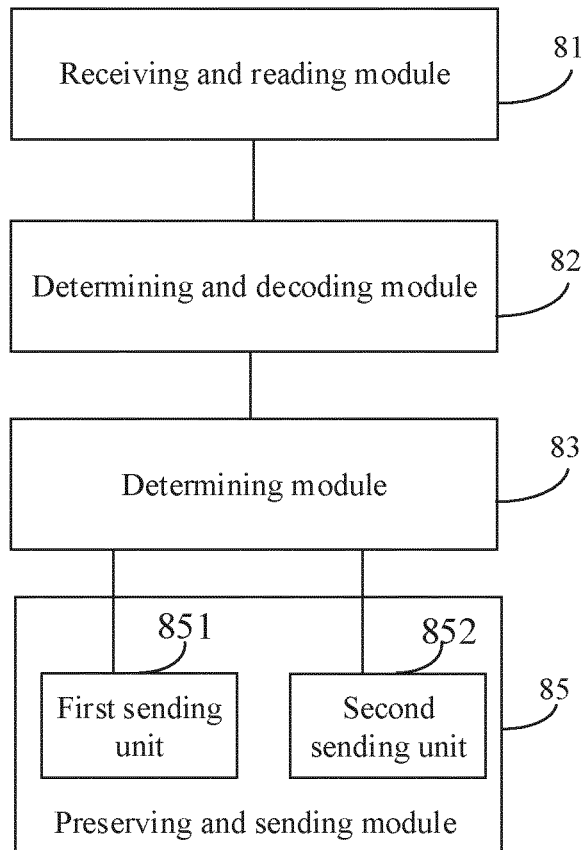 Receiving and reading module
81
Determining and decoding module
82
Determining module
83
851
852
First sending
unit
Second
sending unit
85
Preserving and sending module